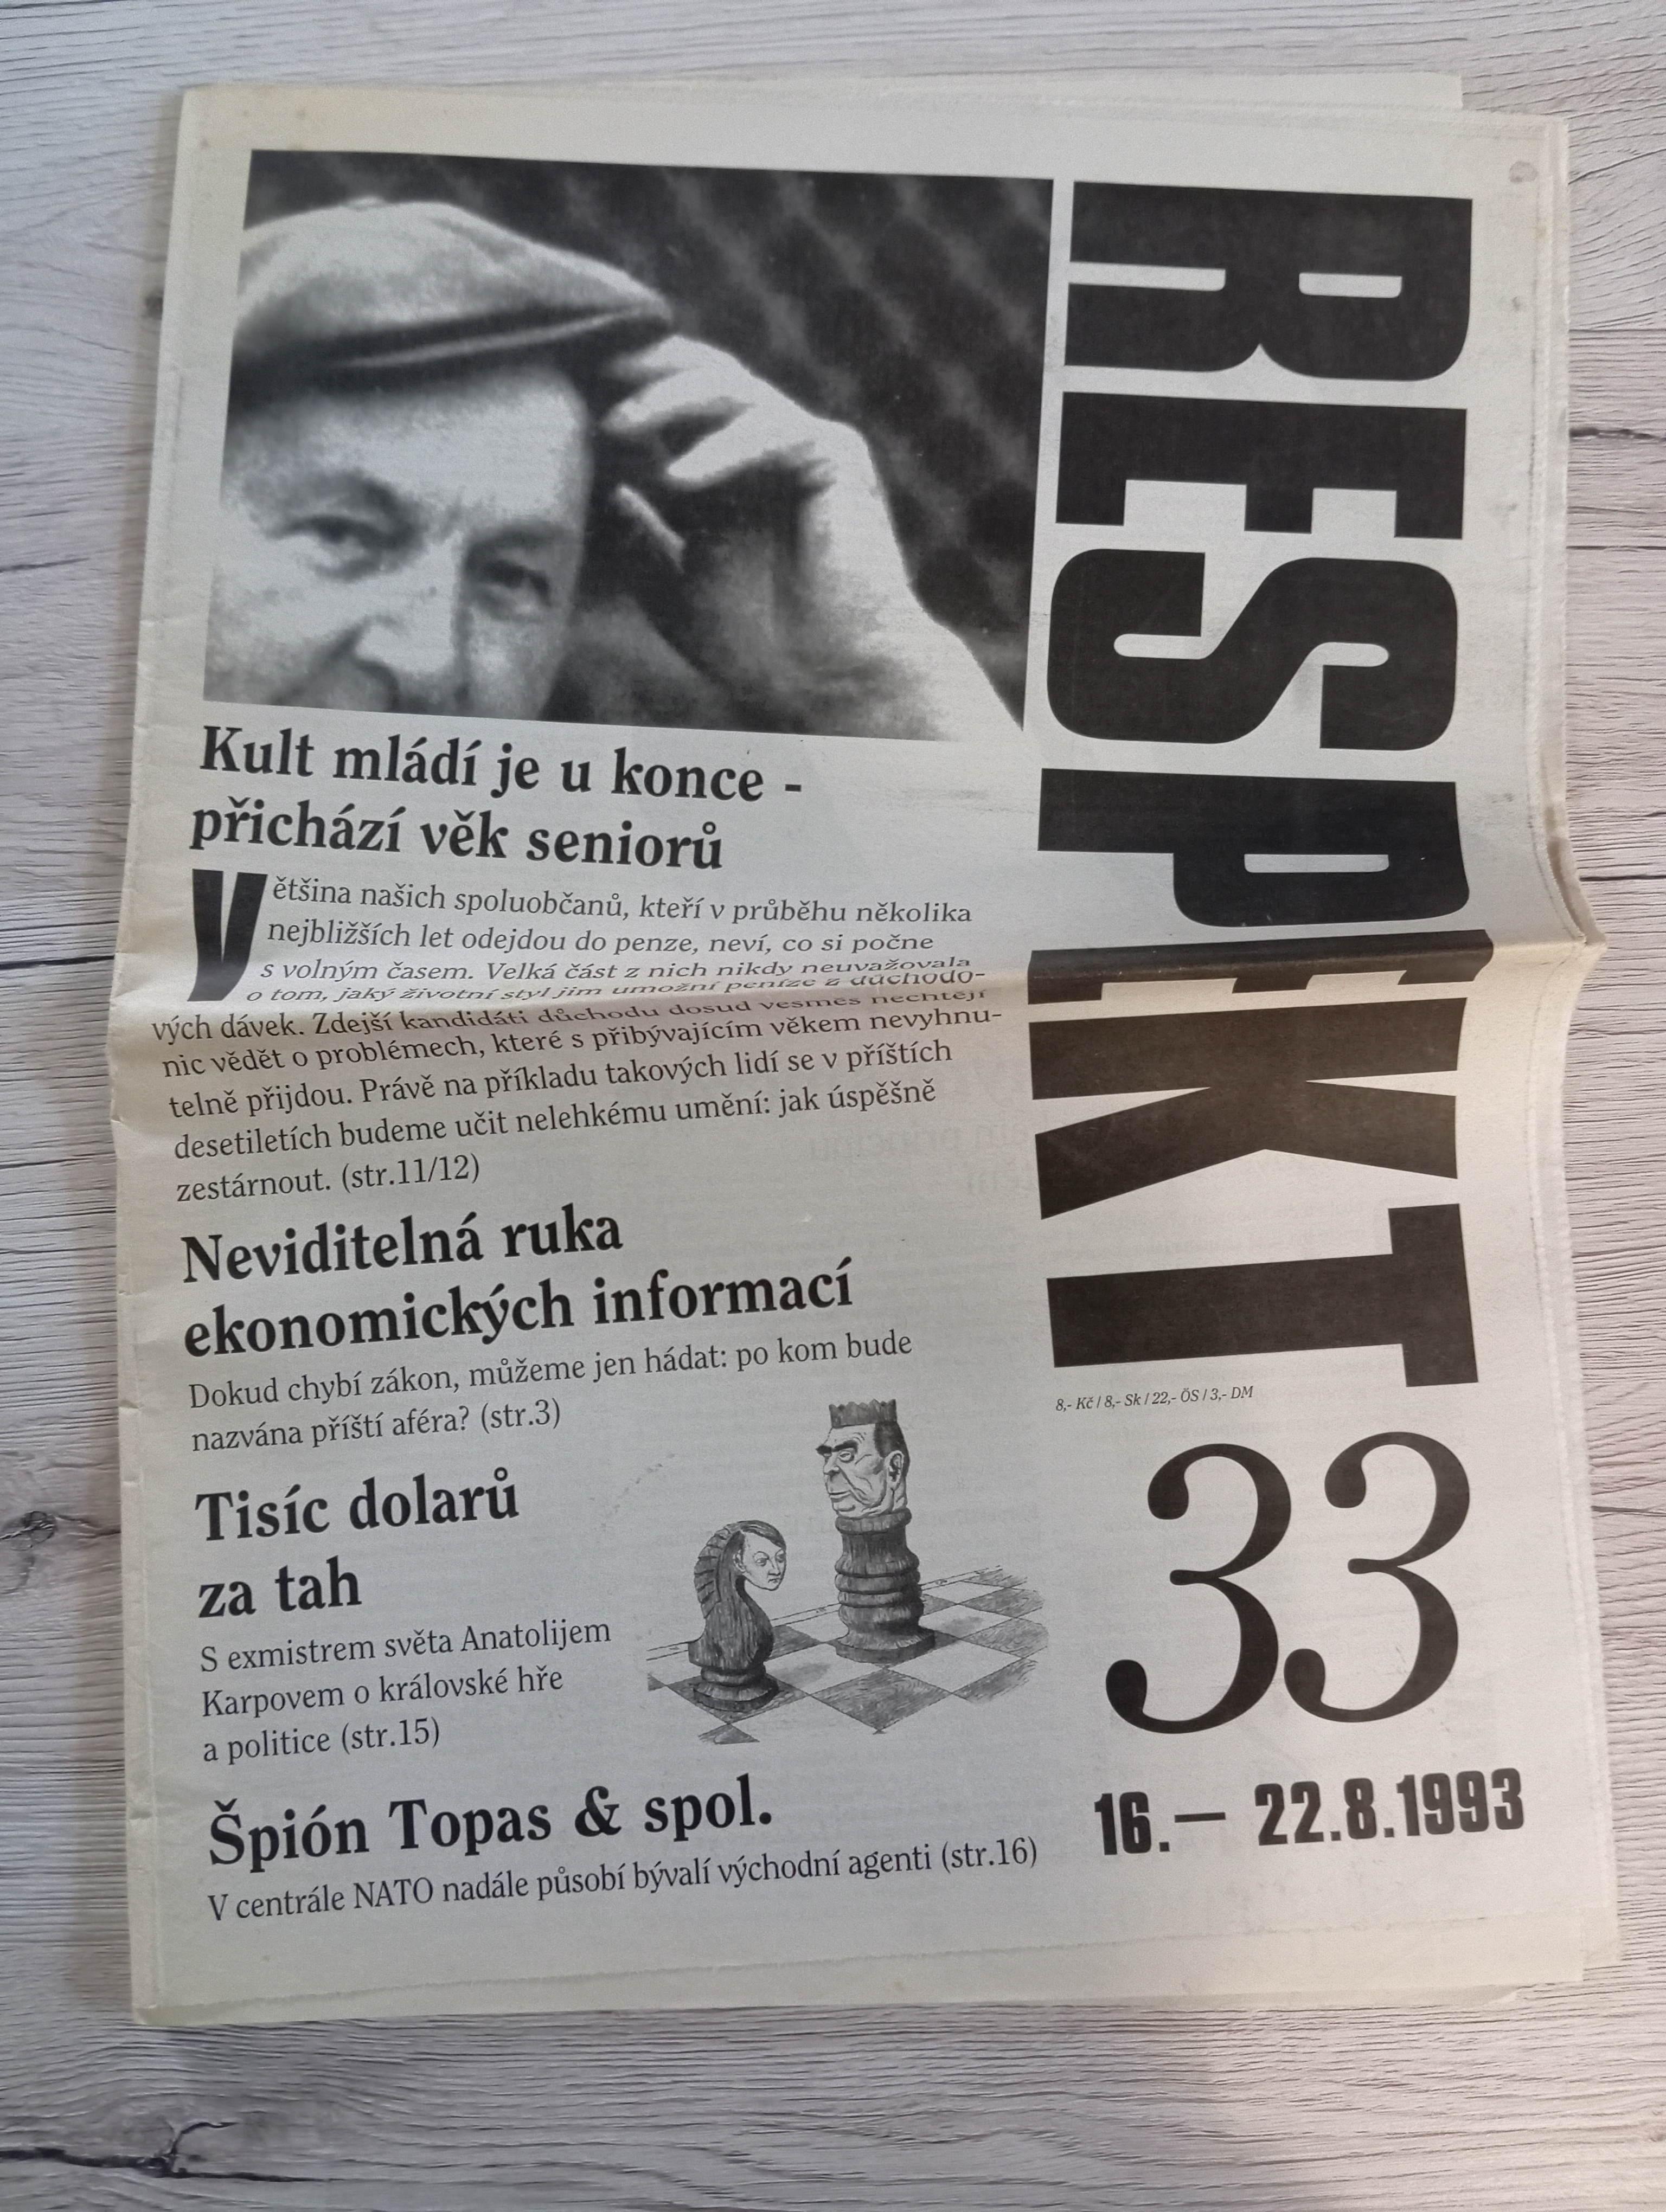 RESPEKT
Kult mládí je u konce -
přichází věk seniorů
Většina našich spoluobčanů, kteří v průběhu několika
nejbližších let odejdou do penze, neví, co si počne
s volným časem. Velká část z nich nikdy neuvažovala
o tom, jaký životní styl jim umožní peníze z důchodo-
vých dávek. Zdejší kandidáti důchodu dosud vesměs nechtějí
nic vědět o problémech, které s přibývajícím věkem nevyhnu-
telně přijdou. Právě na příkladu takových lidí se v příštích
desetiletích budeme učit nelehkému umění: jak úspěšně
zestárnout. (str.11/12)
Neviditelná ruka
ekonomických informací
Dokud chybí zákon, můžeme jen hádat: po kom bude
nazvána příští aféra? (str.3)
Tisíc dolarů
za tah
S exmistrem světa Anatolijem
Karpovem o královské hře
a politice (str.15)
Špión Topas & spol.
V centrále NATO nadále působí bývalí východní agenti (str.16)
8,- Kč / 8,- Sk / 22,- ÖS / 3,- DM
33
16.— 22.8.1993